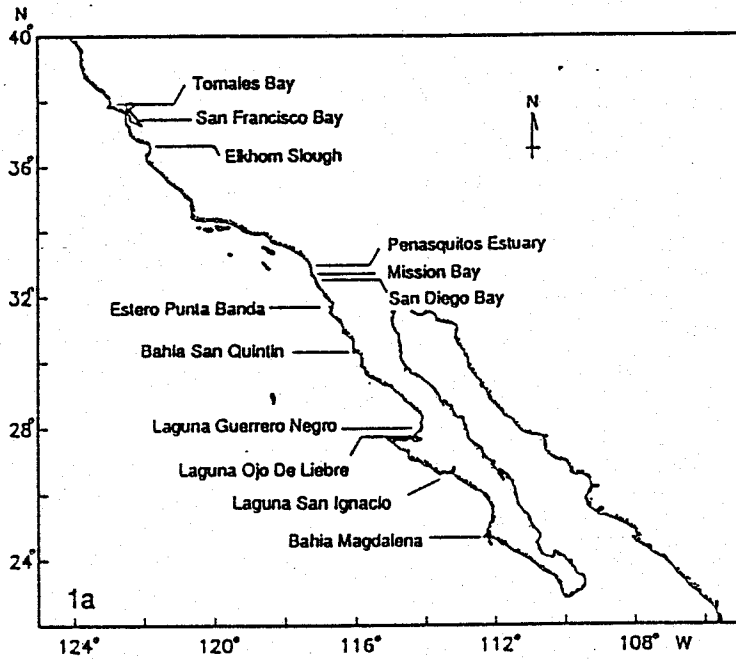 N
40°
Tomales Bay
San Francisco Bay
N
Elkhorn Slough
36°
Penasquitos Estuary
Mission Bay
San Diego Bay
32°
Estero Punta Banda
Bahia San Quintin
28°
Laguna Guerrero Negro
Laguna Ojo De Liebre
Laguna San Ignacio
Bahia Magdalena
24°
1a
124° 120° 116° 112° 108° W